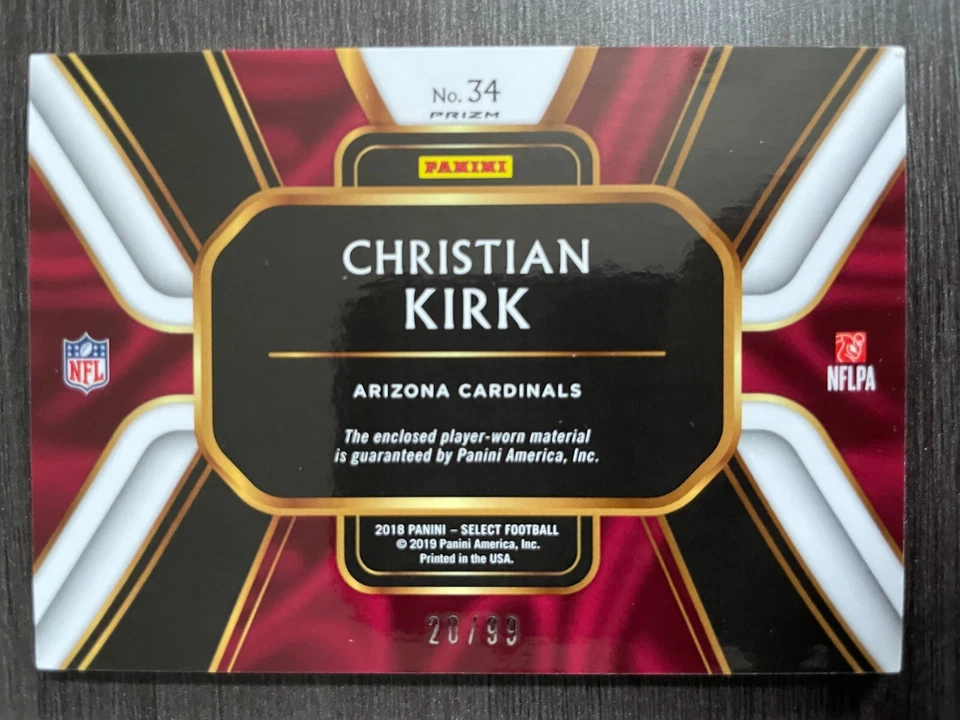 No. 34
PRIZM
PANINI
CHRISTIAN
KIRK
NFL
NFLPA
ARIZONA CARDINALS
The enclosed player-worn material
is guaranteed by Panini America, Inc.
2018 PANINI – SELECT FOOTBALL
© 2019 Panini America, Inc.
Printed in the USA.
20/99